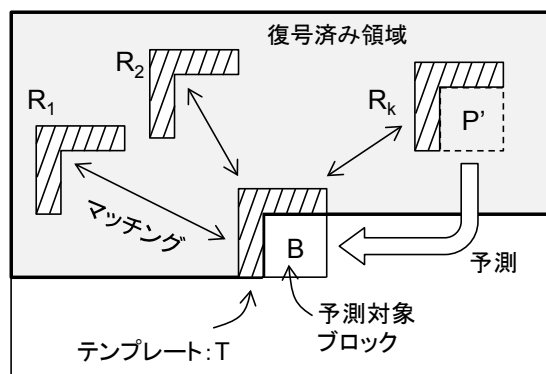 復号済み領域
R2
R1
Rk
P’
マッチング
B
予測
予測対象
ブロック
テンプレート：T